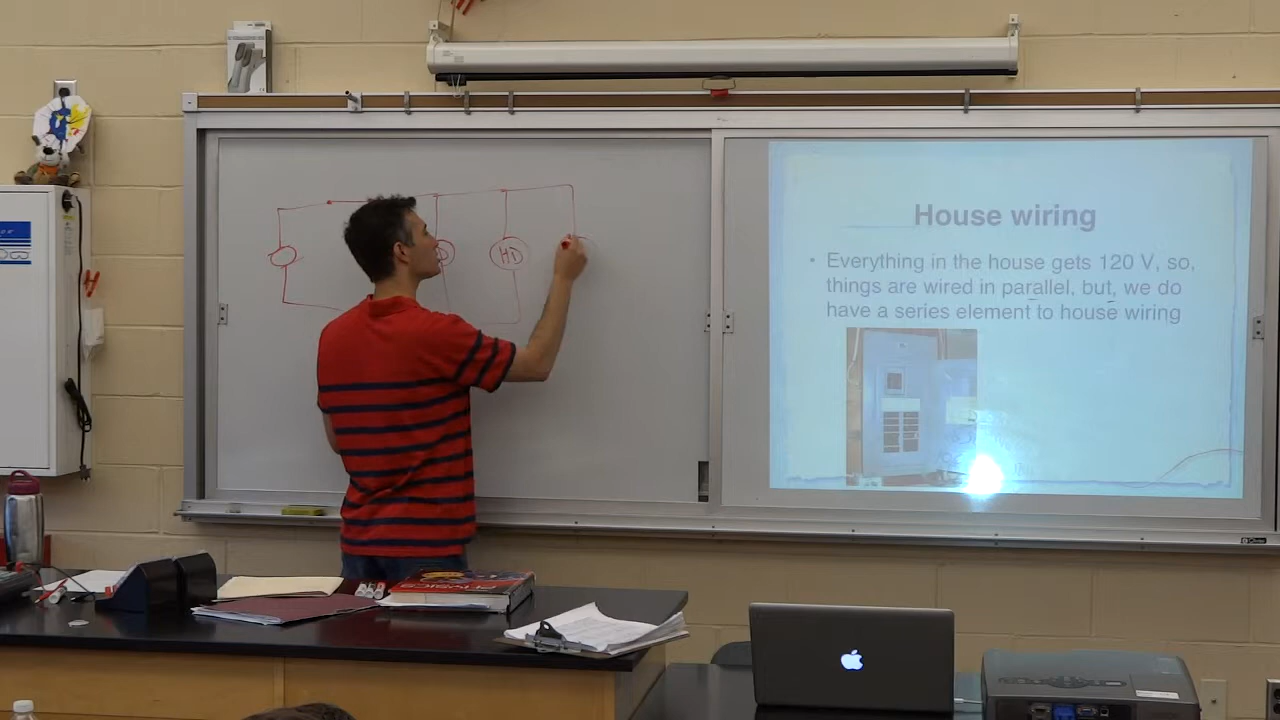 HD
House wiring
• Everything in the house gets 120 V, so,
things are wired in parallel, but, we do
have a series element to house wiring
PHYSICS